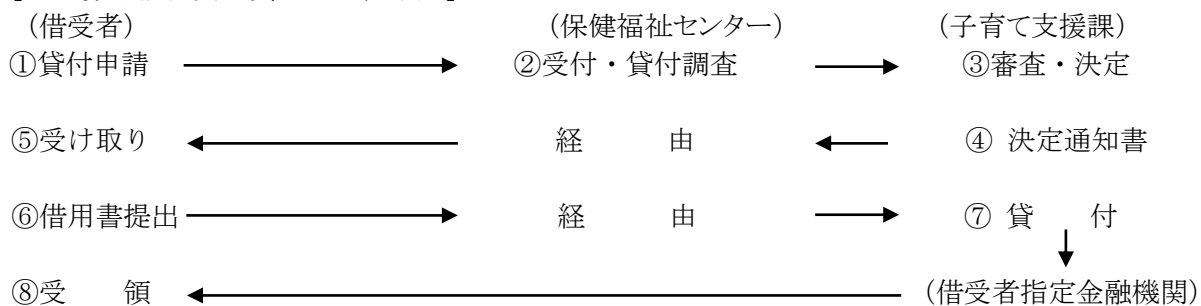 (借受者) (保健福祉センター) (子育て支援課)
①貸付申請 ②受付・貸付調査 ③審査・決定
⑤受け取り 経 由 ④ 決定通知書
⑥借用書提出 経 由 ⑦ 貸 付
⑧受 領 (借受者指定金融機関)